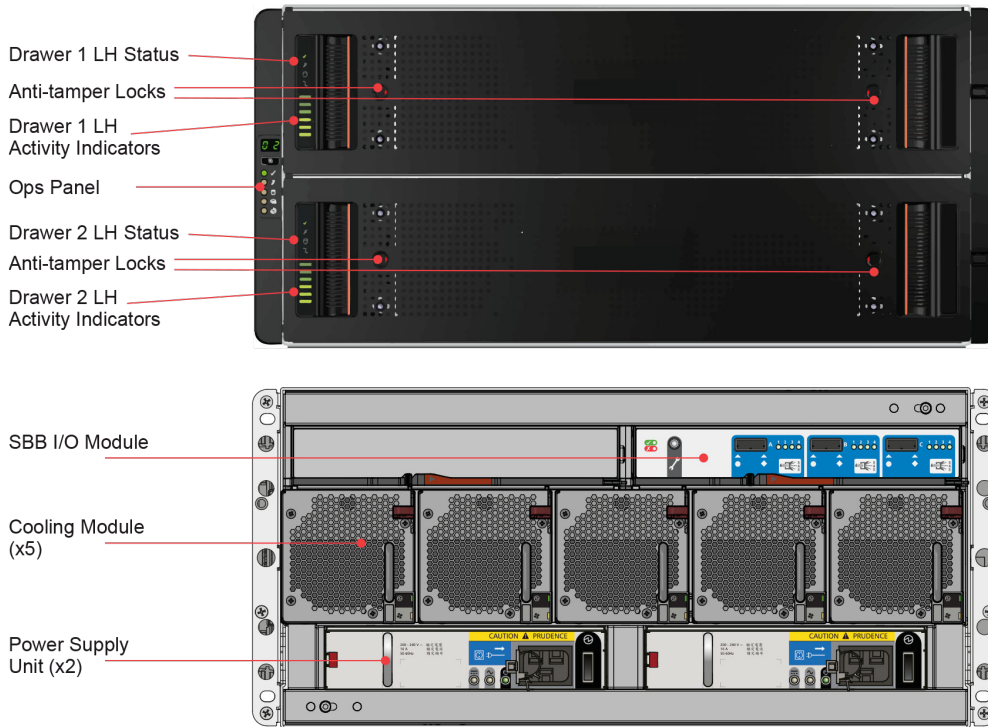 Drawer 1 LH Status
Anti-tamper Locks
Drawer 1 LH
Activity Indicators
02
Ops Panel
Drawer 2 LH Status
Anti-tamper Locks
Drawer 2 LH
Activity Indicators
SBB I/O Module
A
B
C
Cooling Module
(x5)
Power Supply
Unit (x2)
CAUTION PRUDENCE
CAUTION PRUDENCE